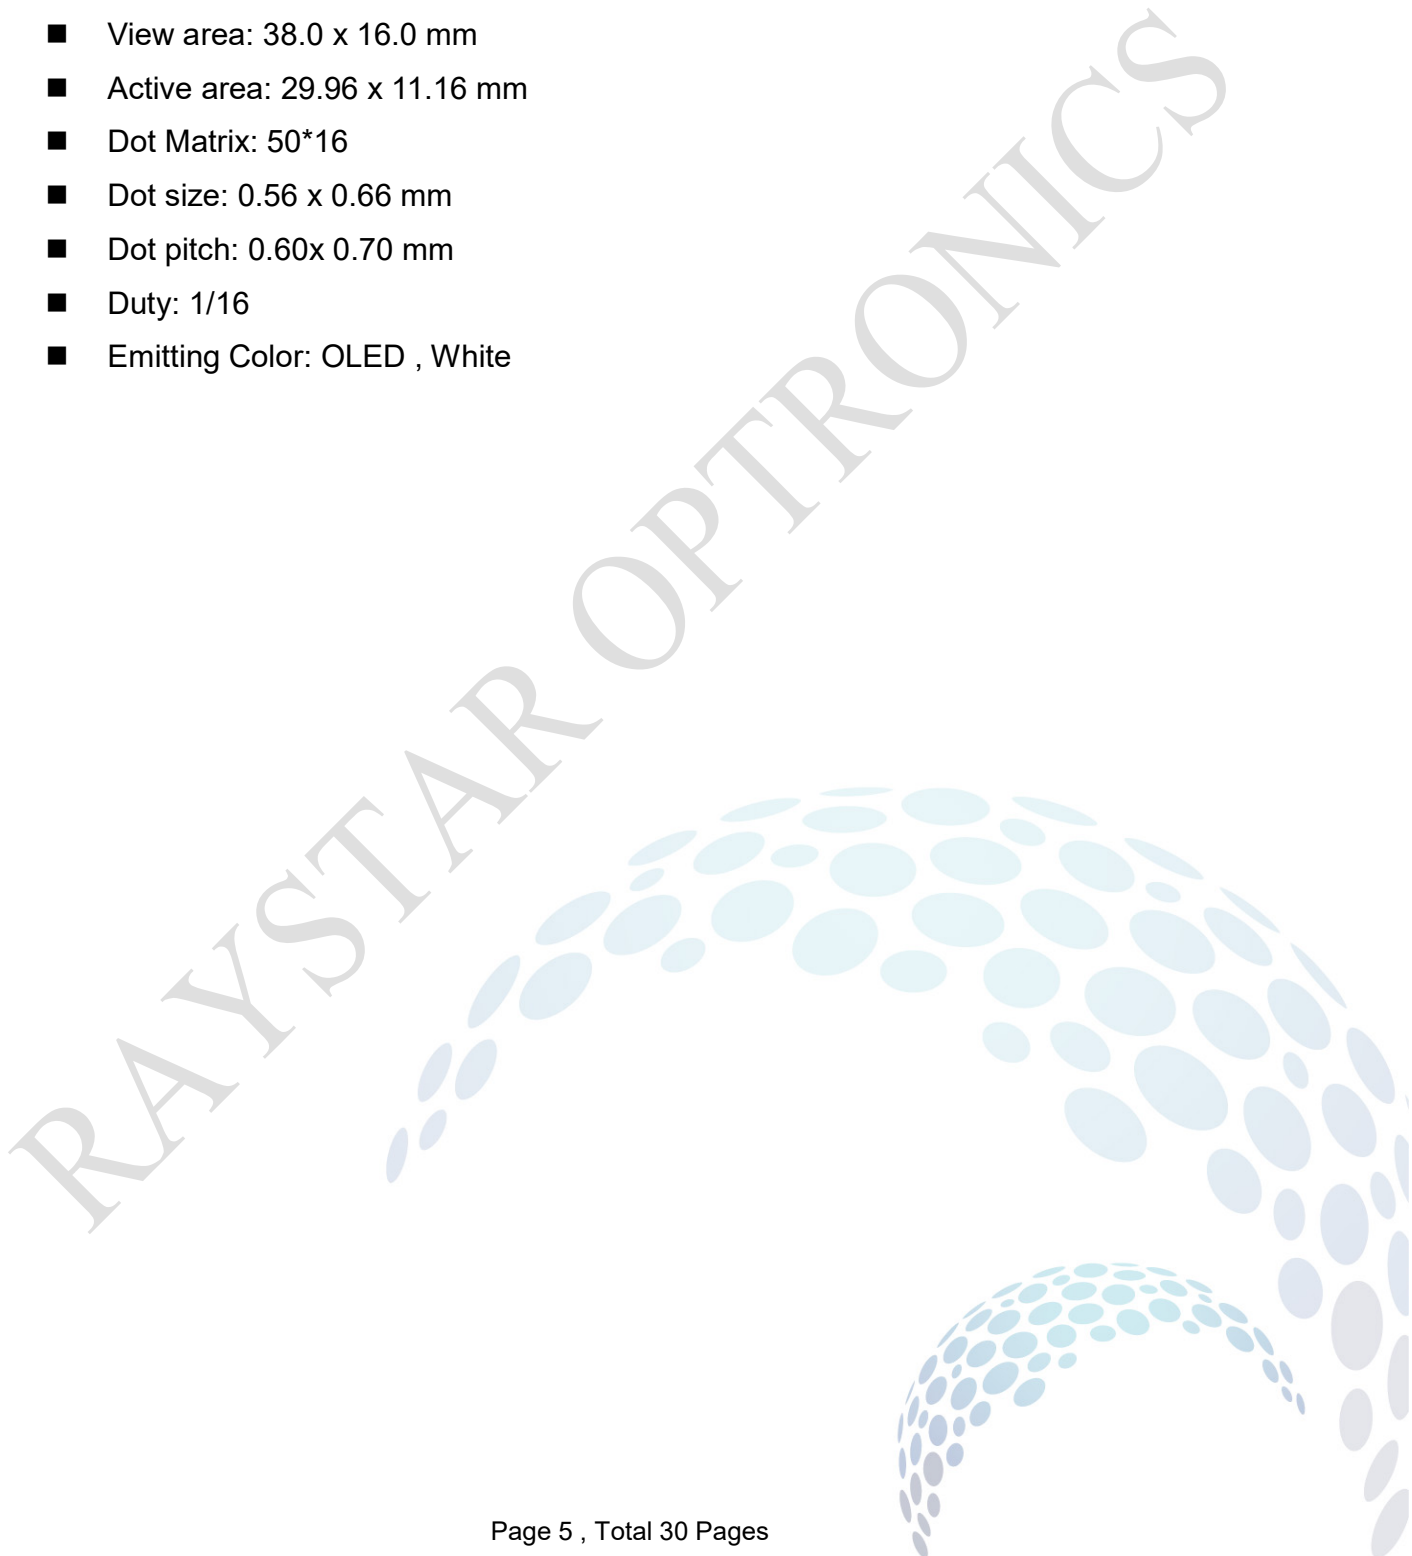 ■ View area: 38.0 x 16.0 mm
■ Active area: 29.96 x 11.16 mm
■ Dot Matrix: 50*16
■ Dot size: 0.56 x 0.66 mm
■ Dot pitch: 0.60x 0.70 mm
■ Duty: 1/16
■ Emitting Color: OLED , White
RAYSTAR OPTRONICS
Page 5 , Total 30 Pages